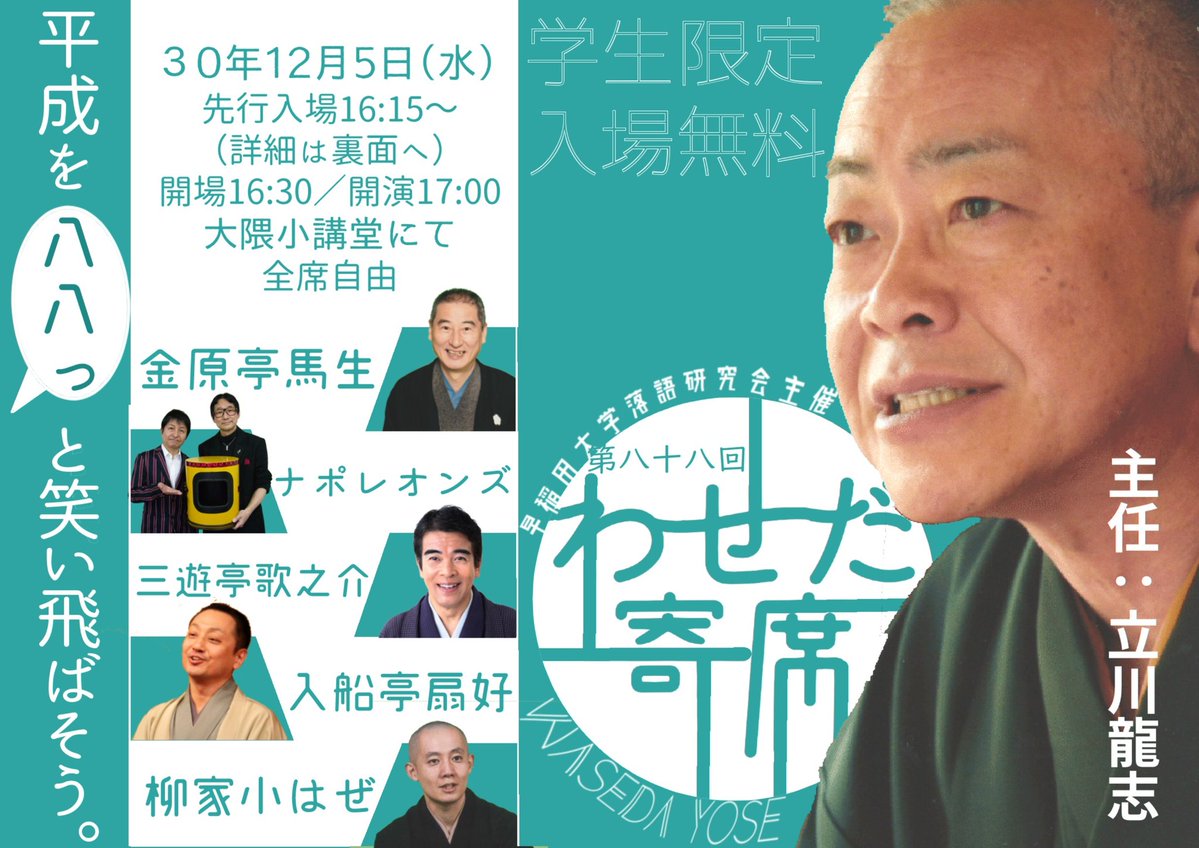 平成を
八八っ
と笑い飛ばそう。
３０年12月5日(水)
先行入場16:15～
（詳細は裏面へ）
開場16:30／開演17:00
大隈小講堂にて
全席自由
金原亭馬生
ナポレオンズ
三遊亭歌之介
入船亭扇好
柳家小はぜ
学生限定
入場無料
早稲田大学落語研究会主催
第八十八回
わせだ
寄席
WASEDA YOSE
主任：立川龍志